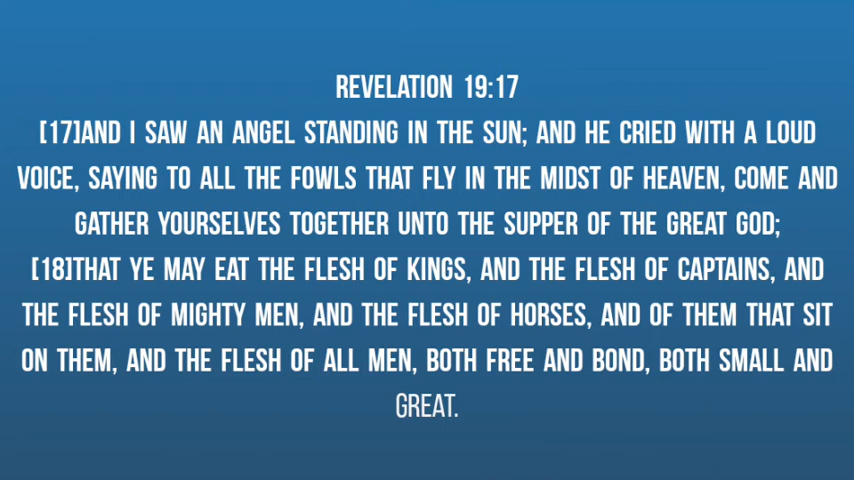 REVELATION 19:17
[17]AND I SAW AN ANGEL STANDING IN THE SUN; AND HE CRIED WITH A LOUD
VOICE, SAYING TO ALL THE FOWLS THAT FLY IN THE MIDST OF HEAVEN, COME AND
GATHER YOURSELVES TOGETHER UNTO THE SUPPER OF THE GREAT GOD;
[18]THAT YE MAY EAT THE FLESH OF KINGS, AND THE FLESH OF CAPTAINS, AND
THE FLESH OF MIGHTY MEN, AND THE FLESH OF HORSES, AND OF THEM THAT SIT
ON THEM, AND THE FLESH OF ALL MEN, BOTH FREE AND BOND, BOTH SMALL AND
GREAT.